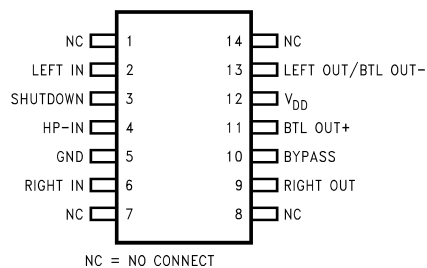 NC 1 14 NC
LEFT IN 2 13 LEFT OUT/BTL OUT-
SHUTDOWN 3 12 VDD
HP-IN 4 11 BTL OUT+
GND 5 10 BYPASS
RIGHT IN 6 9 RIGHT OUT
NC 7 8 NC
NC = NO CONNECT